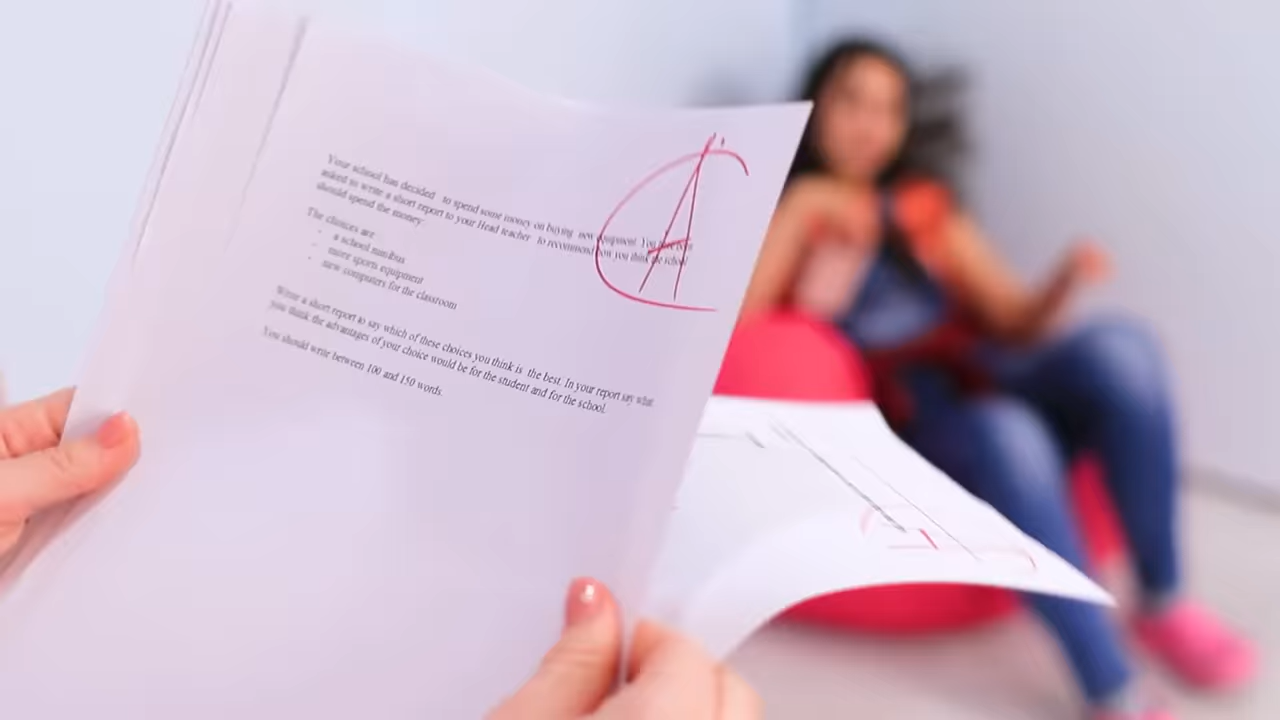 A
Your school has decided to spend some money on buying new equipment. You have been
asked to write a short report to your Head teacher to recommend how you think the school
should spend the money.
The choices are
- a school minibus
- more sports equipment
- new computers for the classroom
Write a short report to say which of these choices you think is the best. In your report say what
you think the advantages of your choice would be for the student and for the school.
You should write between 100 and 150 words.